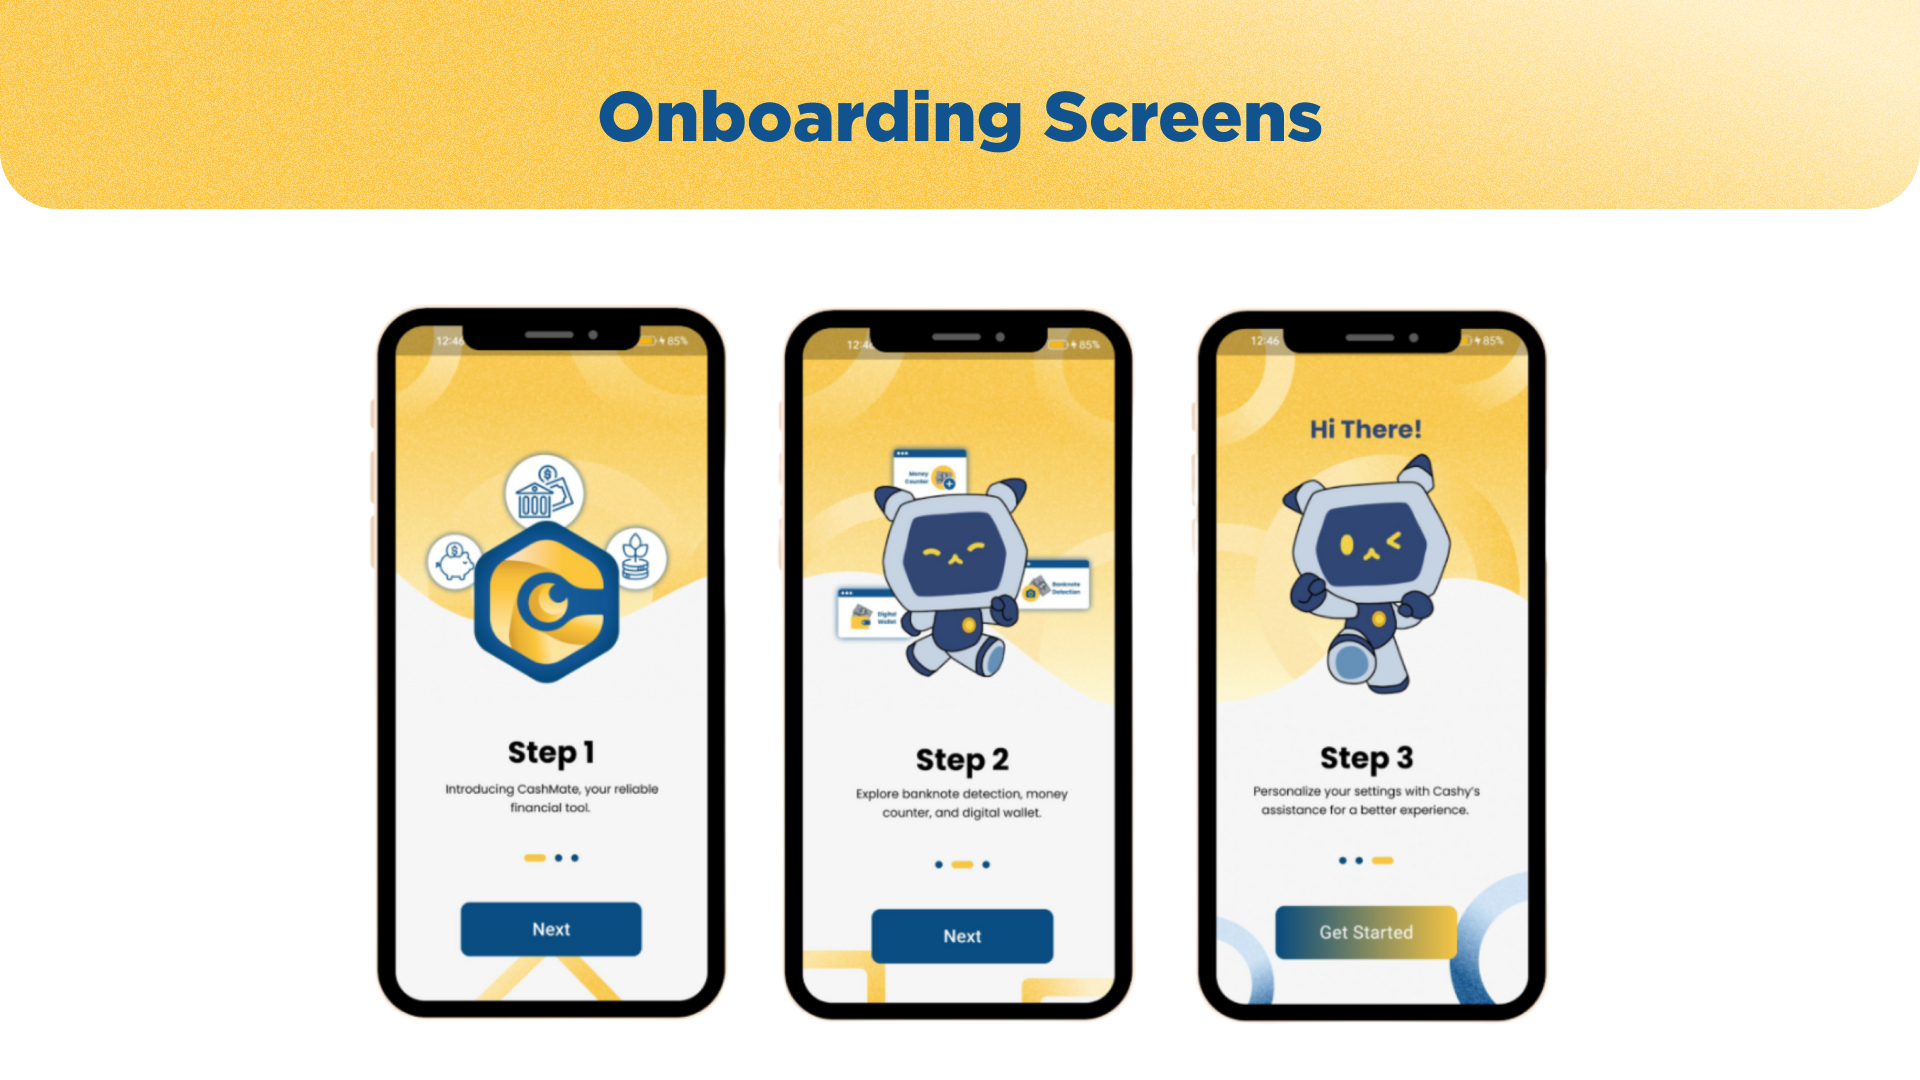 Onboarding Screens
12:46
85%
Step 1
Introducing CashMate, your reliable
financial tool.
Next
12:46
85%
Money
Counter
Banknote
Detection
Digital
Wallet
Step 2
Explore banknote detection, money
counter, and digital wallet.
Next
12:46
85%
Hi There!
Step 3
Personalize your settings with Cashy's
assistance for a better experience.
Get Started